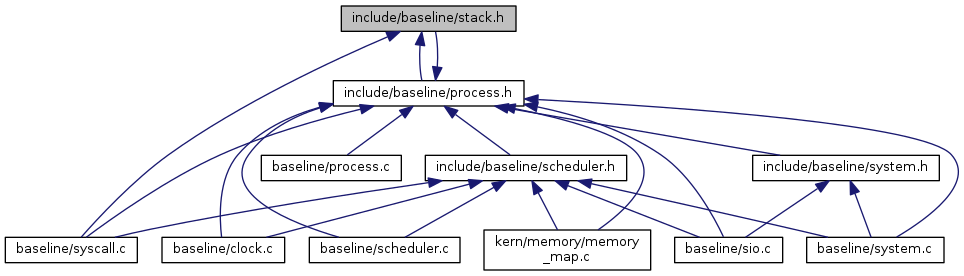 include/baseline/stack.h
include/baseline/process.h
baseline/process.c
include/baseline/scheduler.h
include/baseline/system.h
baseline/syscall.c
baseline/clock.c
baseline/scheduler.c
kern/memory/memory
_map.c
baseline/sio.c
baseline/system.c